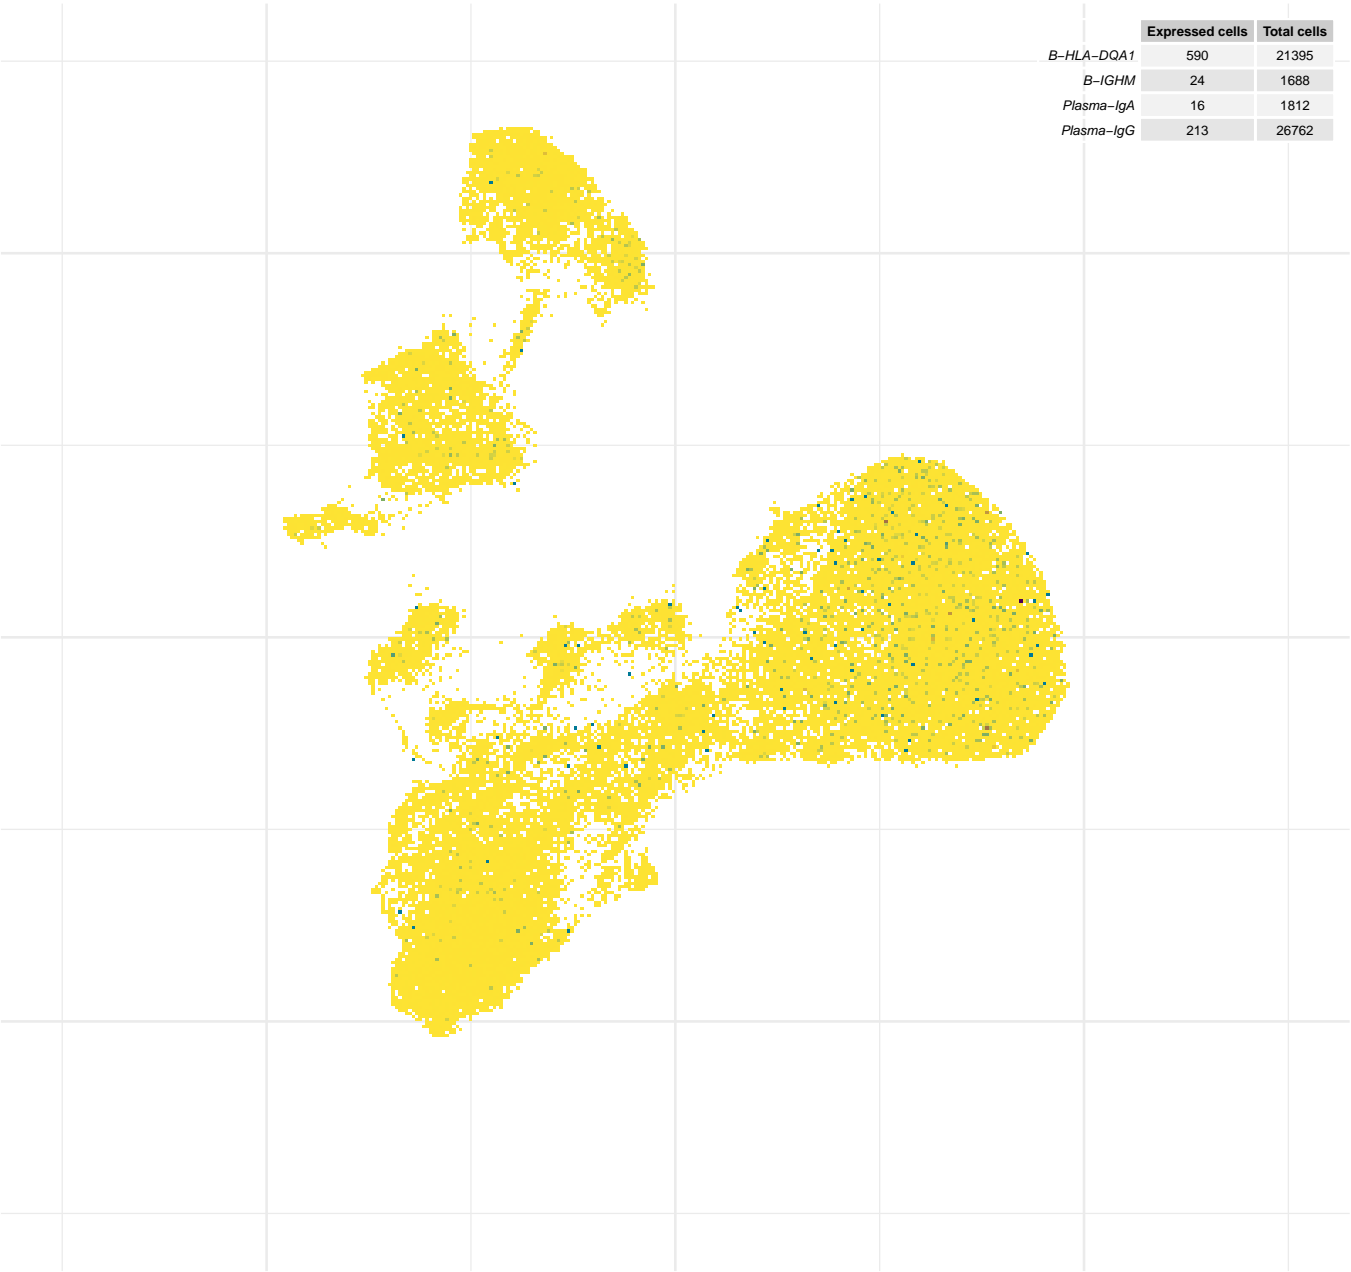 Expressed cells Total cells
B−HLA−DQA1 590 21395
B−IGHM 24 1688
Plasma−IgA 16 1812
Plasma−IgG 213 26762